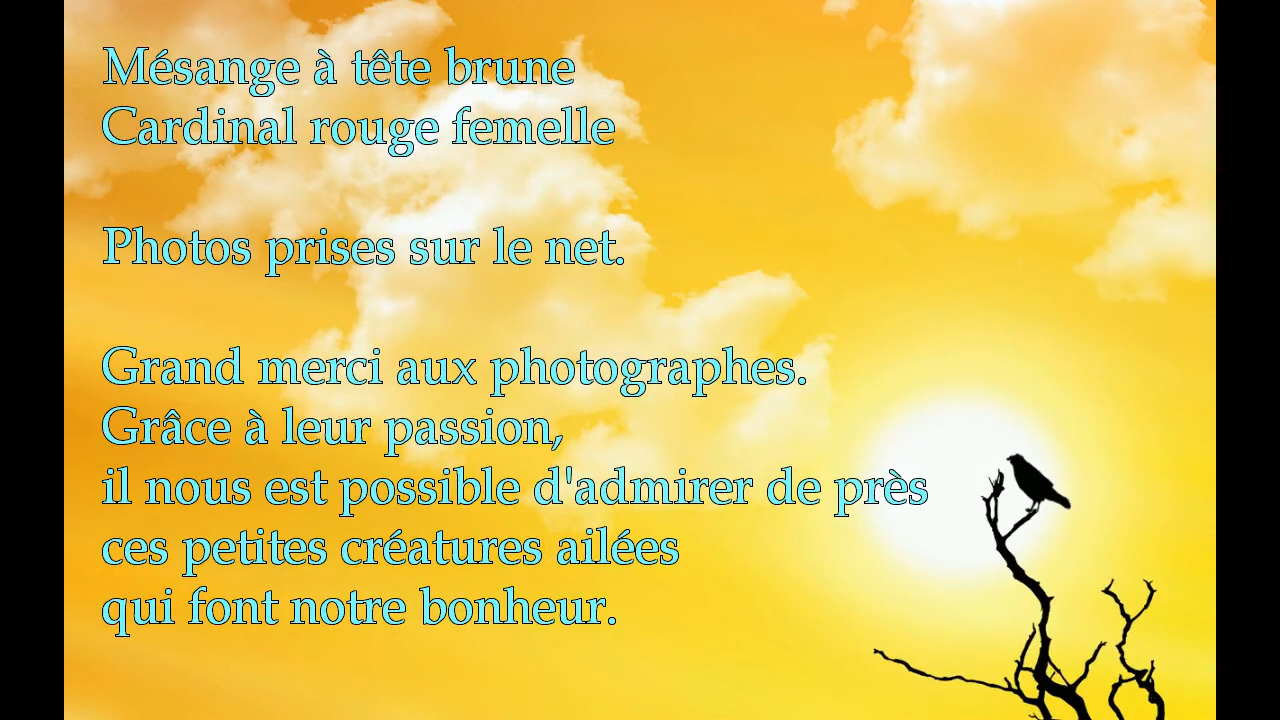 Mésange à tête brune
Cardinal rouge femelle
Photos prises sur le net.
Grand merci aux photographes.
Grâce à leur passion,
il nous est possible d'admirer de près
ces petites créatures ailées
qui font notre bonheur.